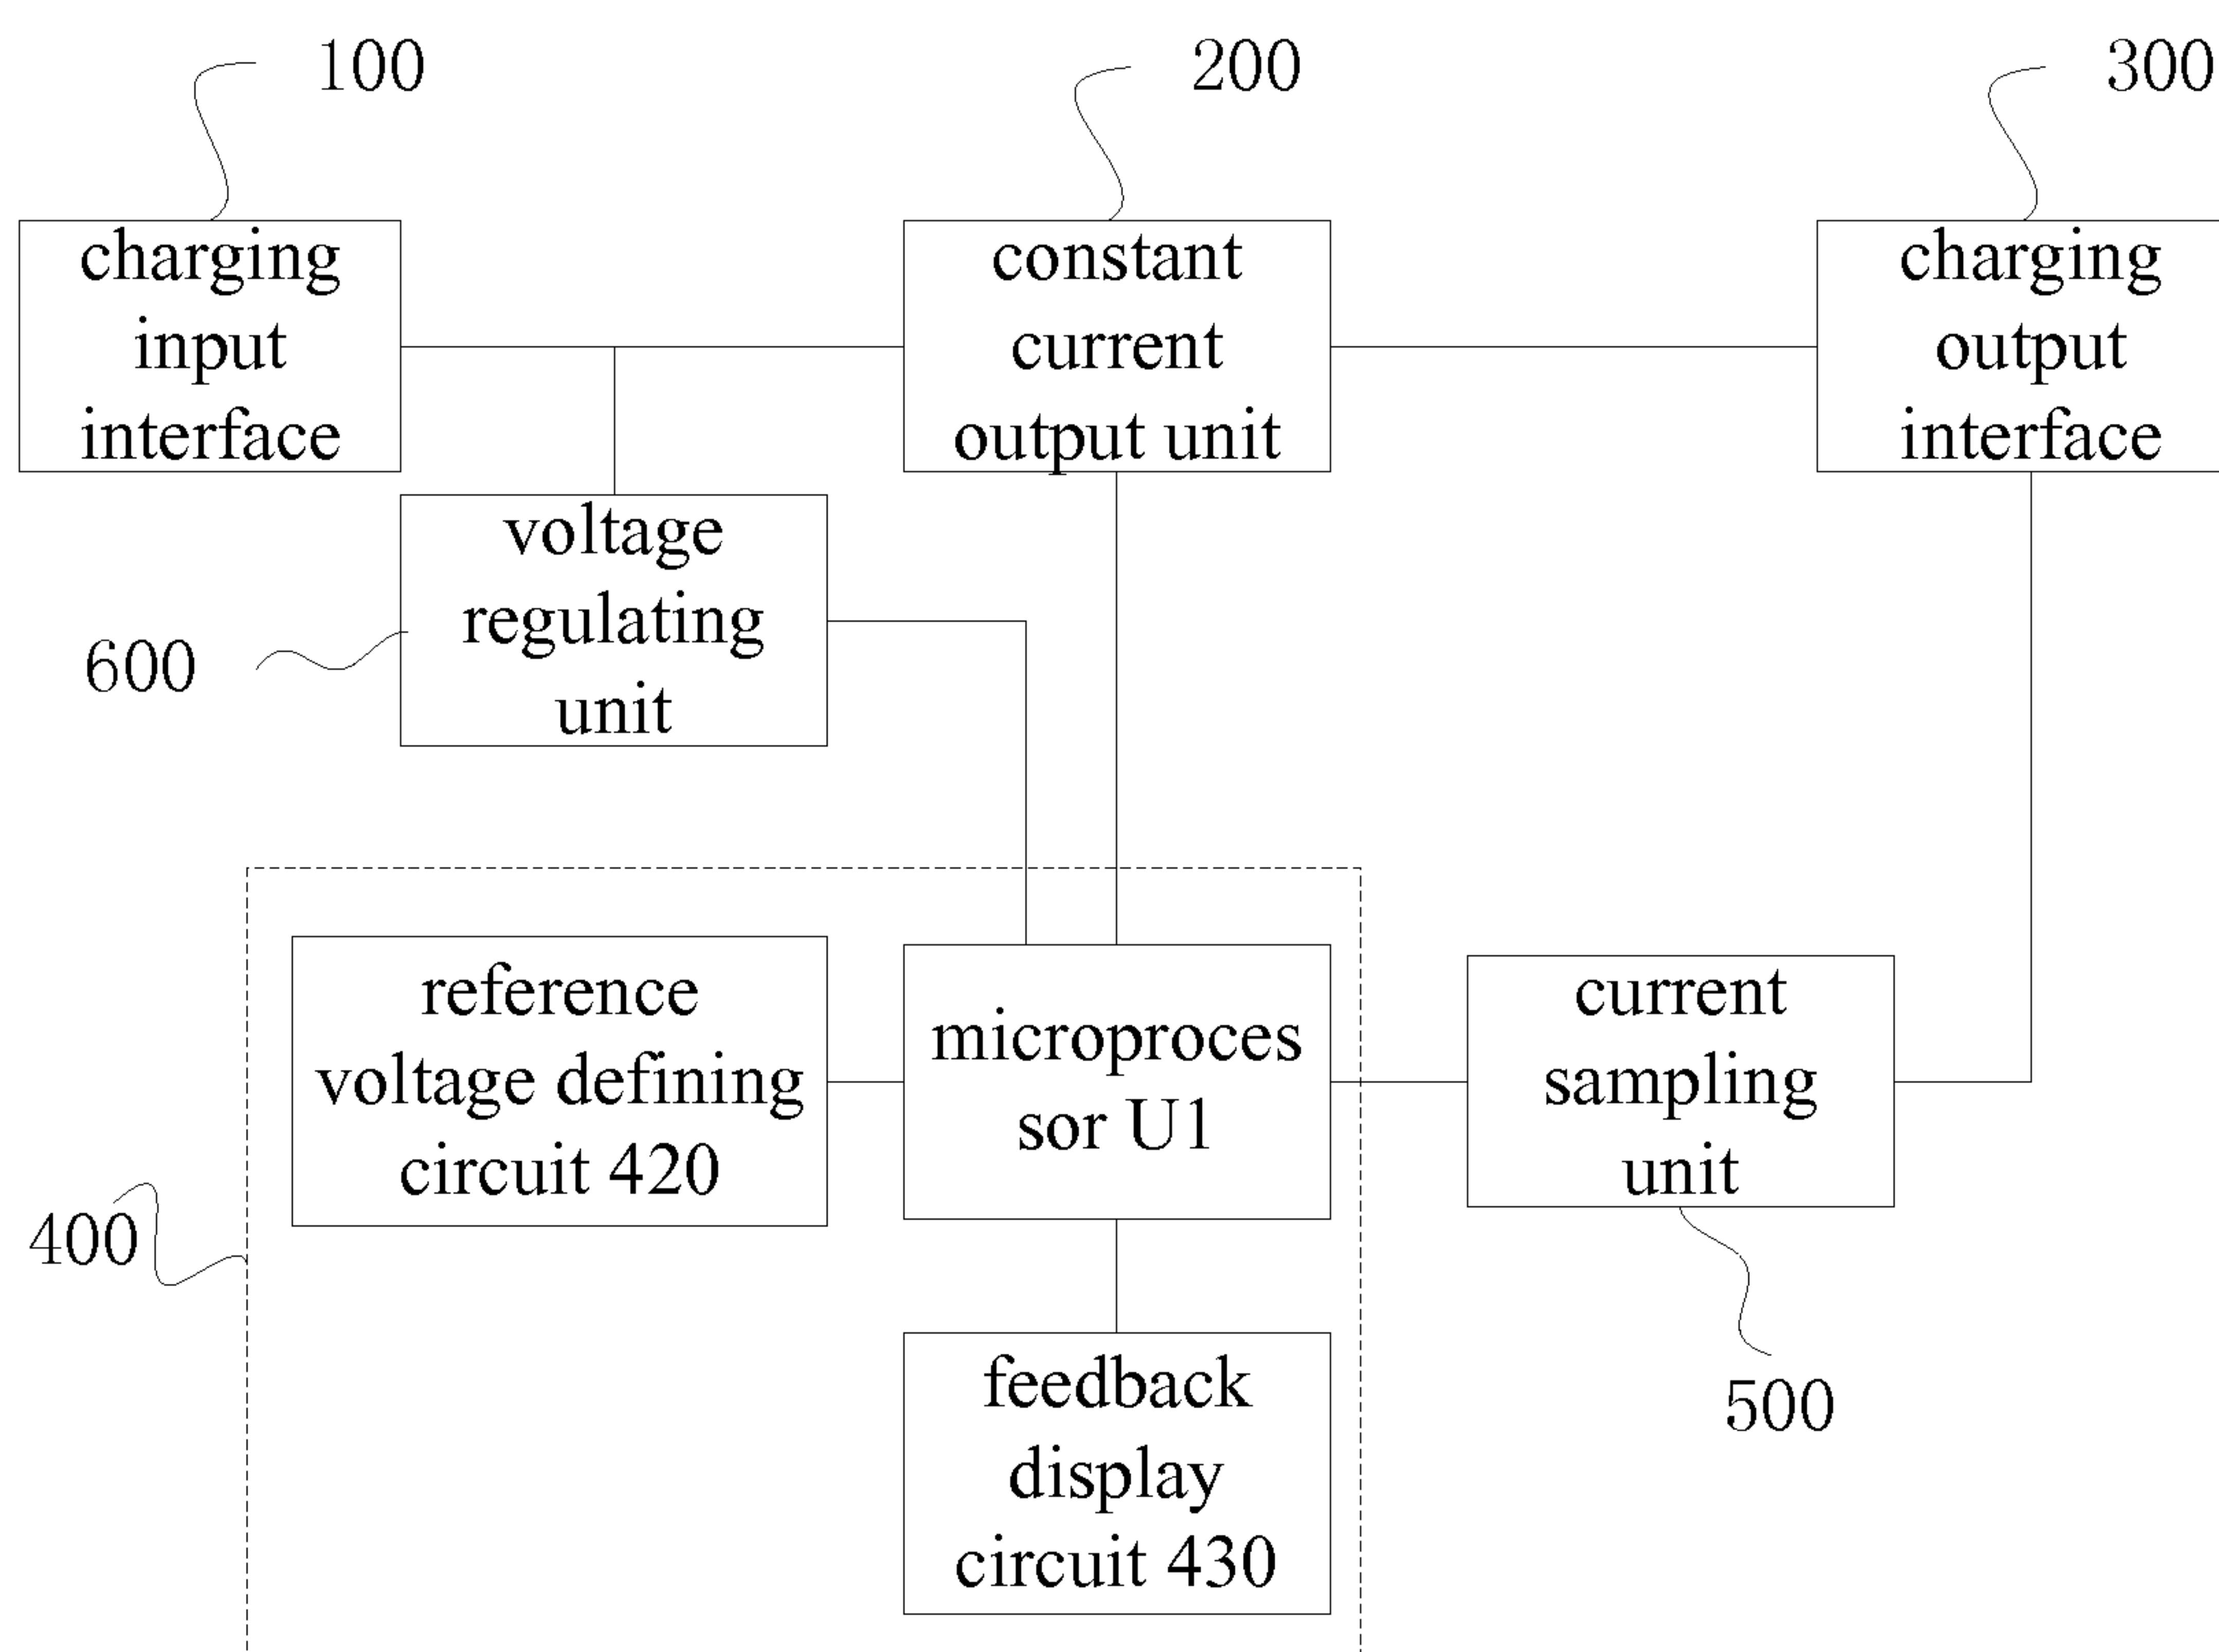 100
200
300
charging
input
interface
constant
current
output unit
charging
output
interface
voltage
regulating
unit
600
reference
voltage defining
circuit 420
microproces
sor U1
current
sampling
unit
400
feedback
display
circuit 430
500